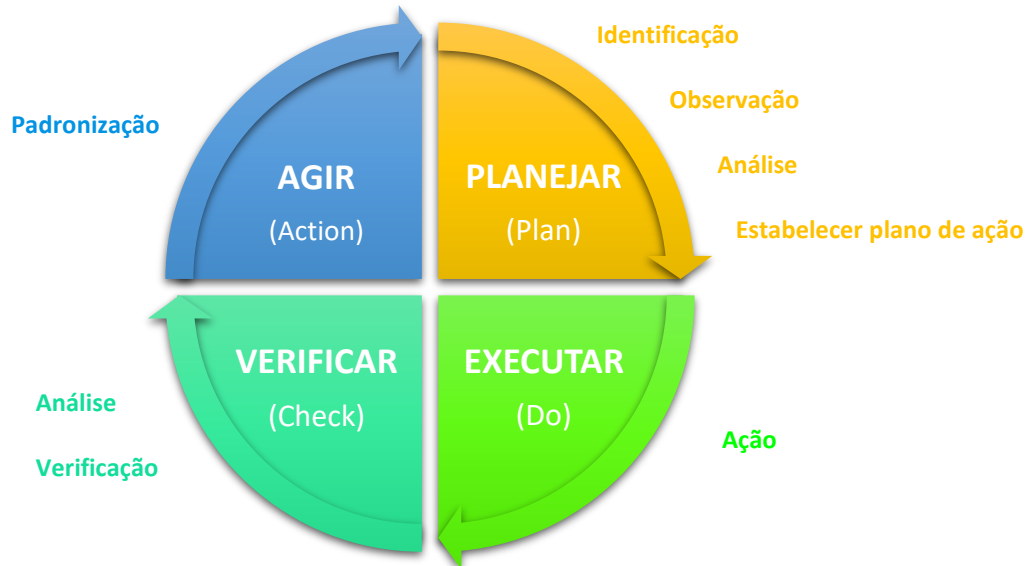 Identificação
Observação
Padronização
Análise
AGIR
(Action)
PLANEJAR
(Plan)
Estabelecer plano de ação
VERIFICAR
(Check)
EXECUTAR
(Do)
Análise
Verificação
Ação